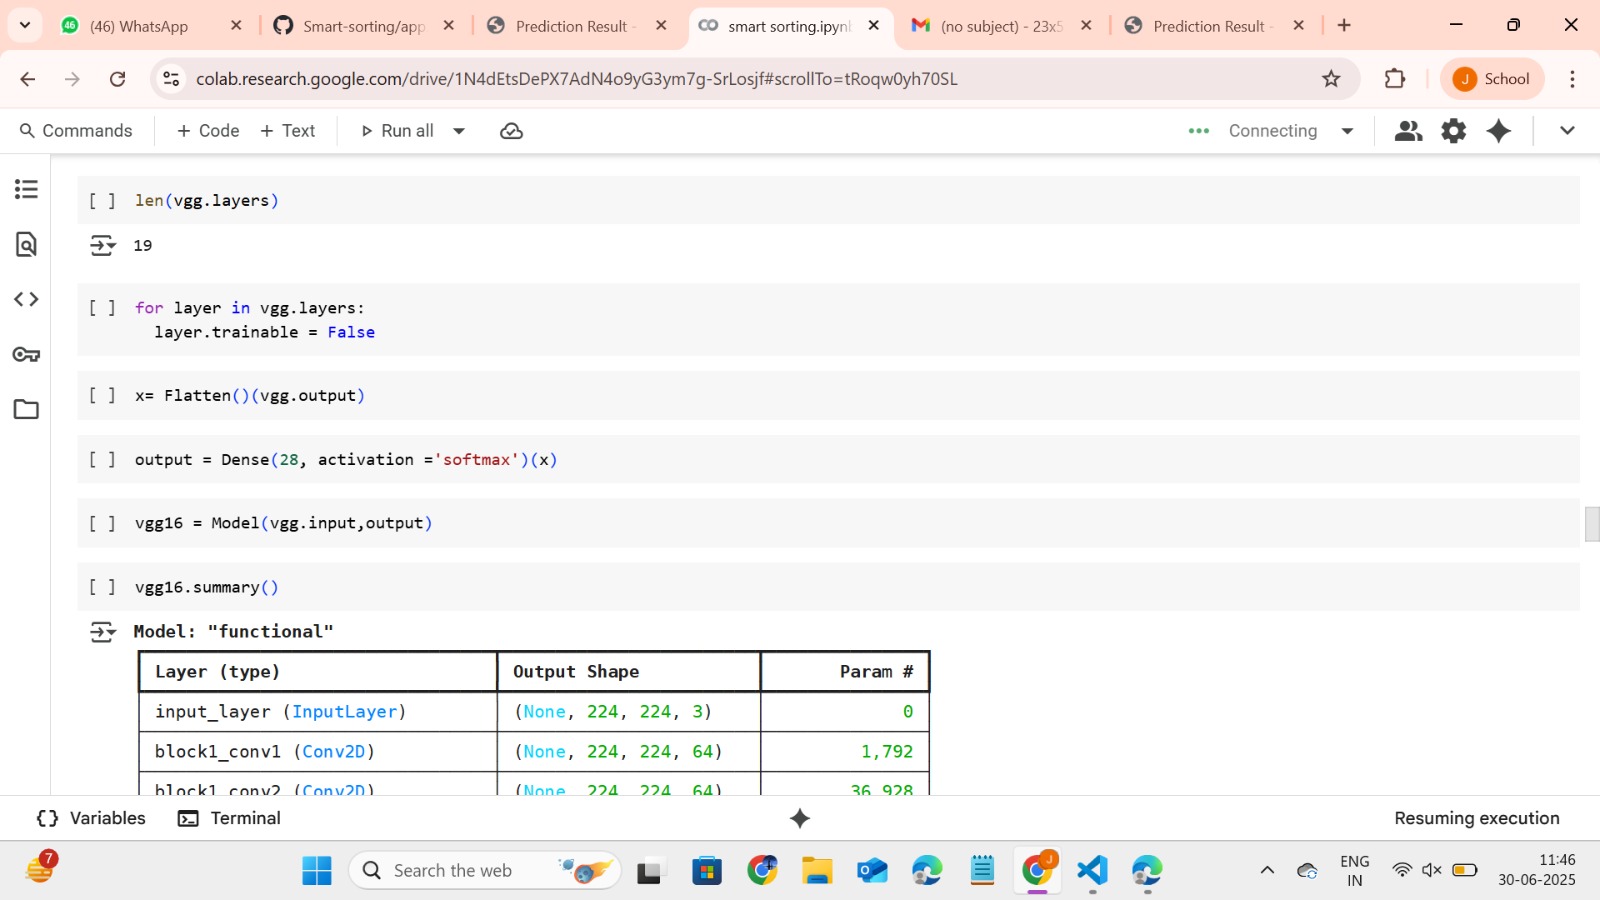 (46) WhatsApp
Smart-sorting/app
Prediction Result -
smart sorting.ipynb
(no subject) - 23x5
Prediction Result -
colab.research.google.com/drive/1N4dEtsDePX7AdN4o9yG3ym7g-SrLosjf#scrollTo=tRoqw0yh70SL
J School
Commands
+ Code
+ Text
Run all
Connecting
[ ] len(vgg.layers)
19
[ ] for layer in vgg.layers:
layer.trainable = False
[ ] x= Flatten()(vgg.output)
[ ] output = Dense(28, activation ='softmax')(x)
[ ] vgg16 = Model(vgg.input,output)
[ ] vgg16.summary()
Model: "functional"
Layer (type) Output Shape Param #
input_layer (InputLayer) (None, 224, 224, 3) 0
block1_conv1 (Conv2D) (None, 224, 224, 64) 1,792
block1_conv2 (Conv2D) (None, 224, 224, 64) 36,928
{} Variables
Terminal
Resuming execution
7
Search the web
J
ENG
IN
11:46
30-06-2025